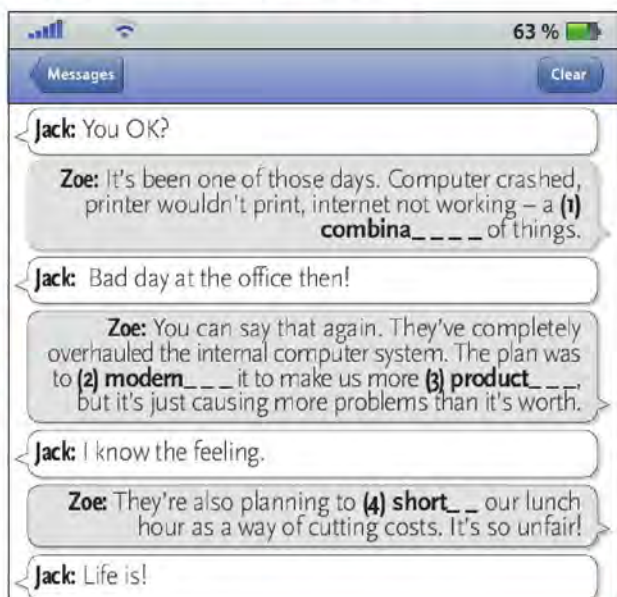 63 %
Messages
Clear
Jack: You OK?
Zoe: It's been one of those days. Computer crashed,
printer wouldn't print, internet not working – a (1)
combina_ _ _ _ of things.
Jack: Bad day at the office then!
Zoe: You can say that again. They've completely
overhauled the internal computer system. The plan was
to (2) modern_ _ _ it to make us more (3) product_ _ _,
but it's just causing more problems than it's worth.
Jack: I know the feeling.
Zoe: They're also planning to (4) short_ _ our lunch
hour as a way of cutting costs. It's so unfair!
Jack: Life is!